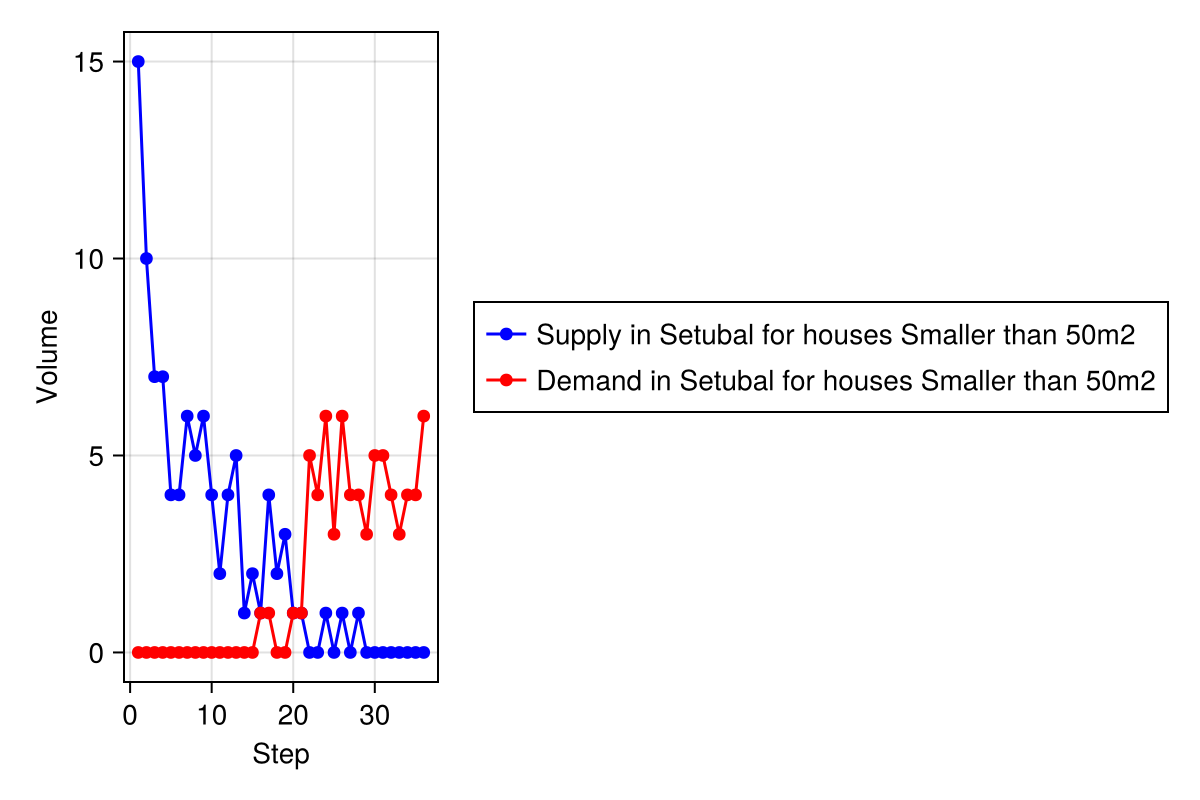 15
10
5
0
Volume
0 10 20 30
Step
Supply in Setubal for houses Smaller than 50m2
Demand in Setubal for houses Smaller than 50m2